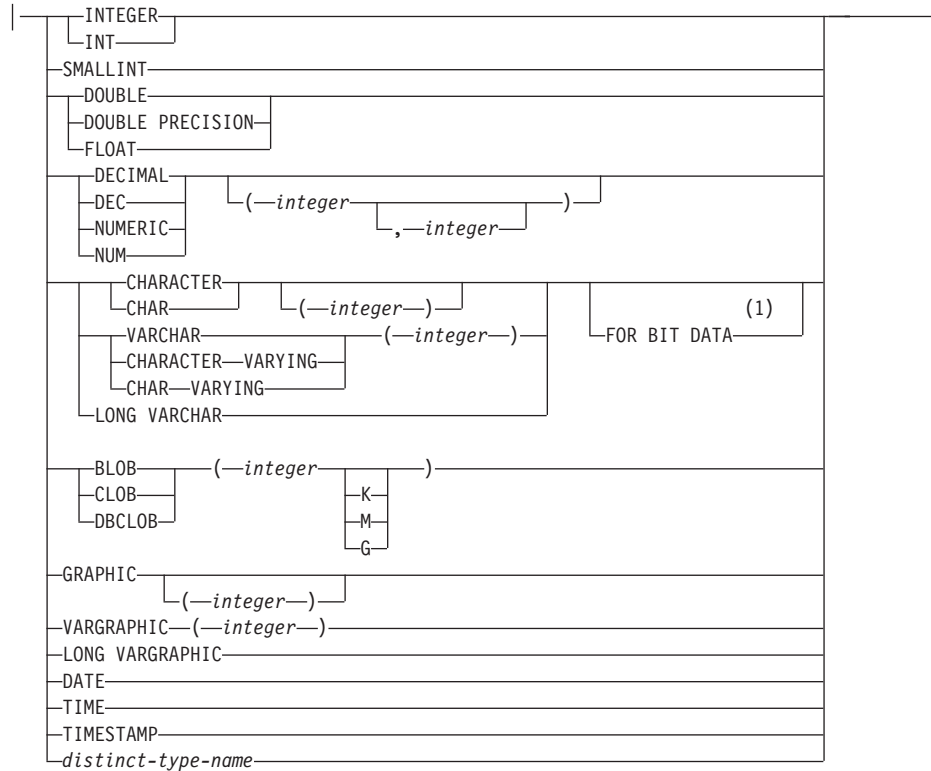 INTEGER
INT
SMALLINT
DOUBLE
DOUBLE PRECISION
FLOAT
DECIMAL
DEC ( integer )
NUMERIC , integer
NUM
CHARACTER
CHAR ( integer ) (1)
VARCHAR ( integer ) FOR BIT DATA
CHARACTER VARYING
CHAR VARYING
LONG VARCHAR
BLOB ( integer )
CLOB K
DBCLOB M
G
GRAPHIC
( integer )
VARGRAPHIC ( integer )
LONG VARGRAPHIC
DATE
TIME
TIMESTAMP
distinct-type-name